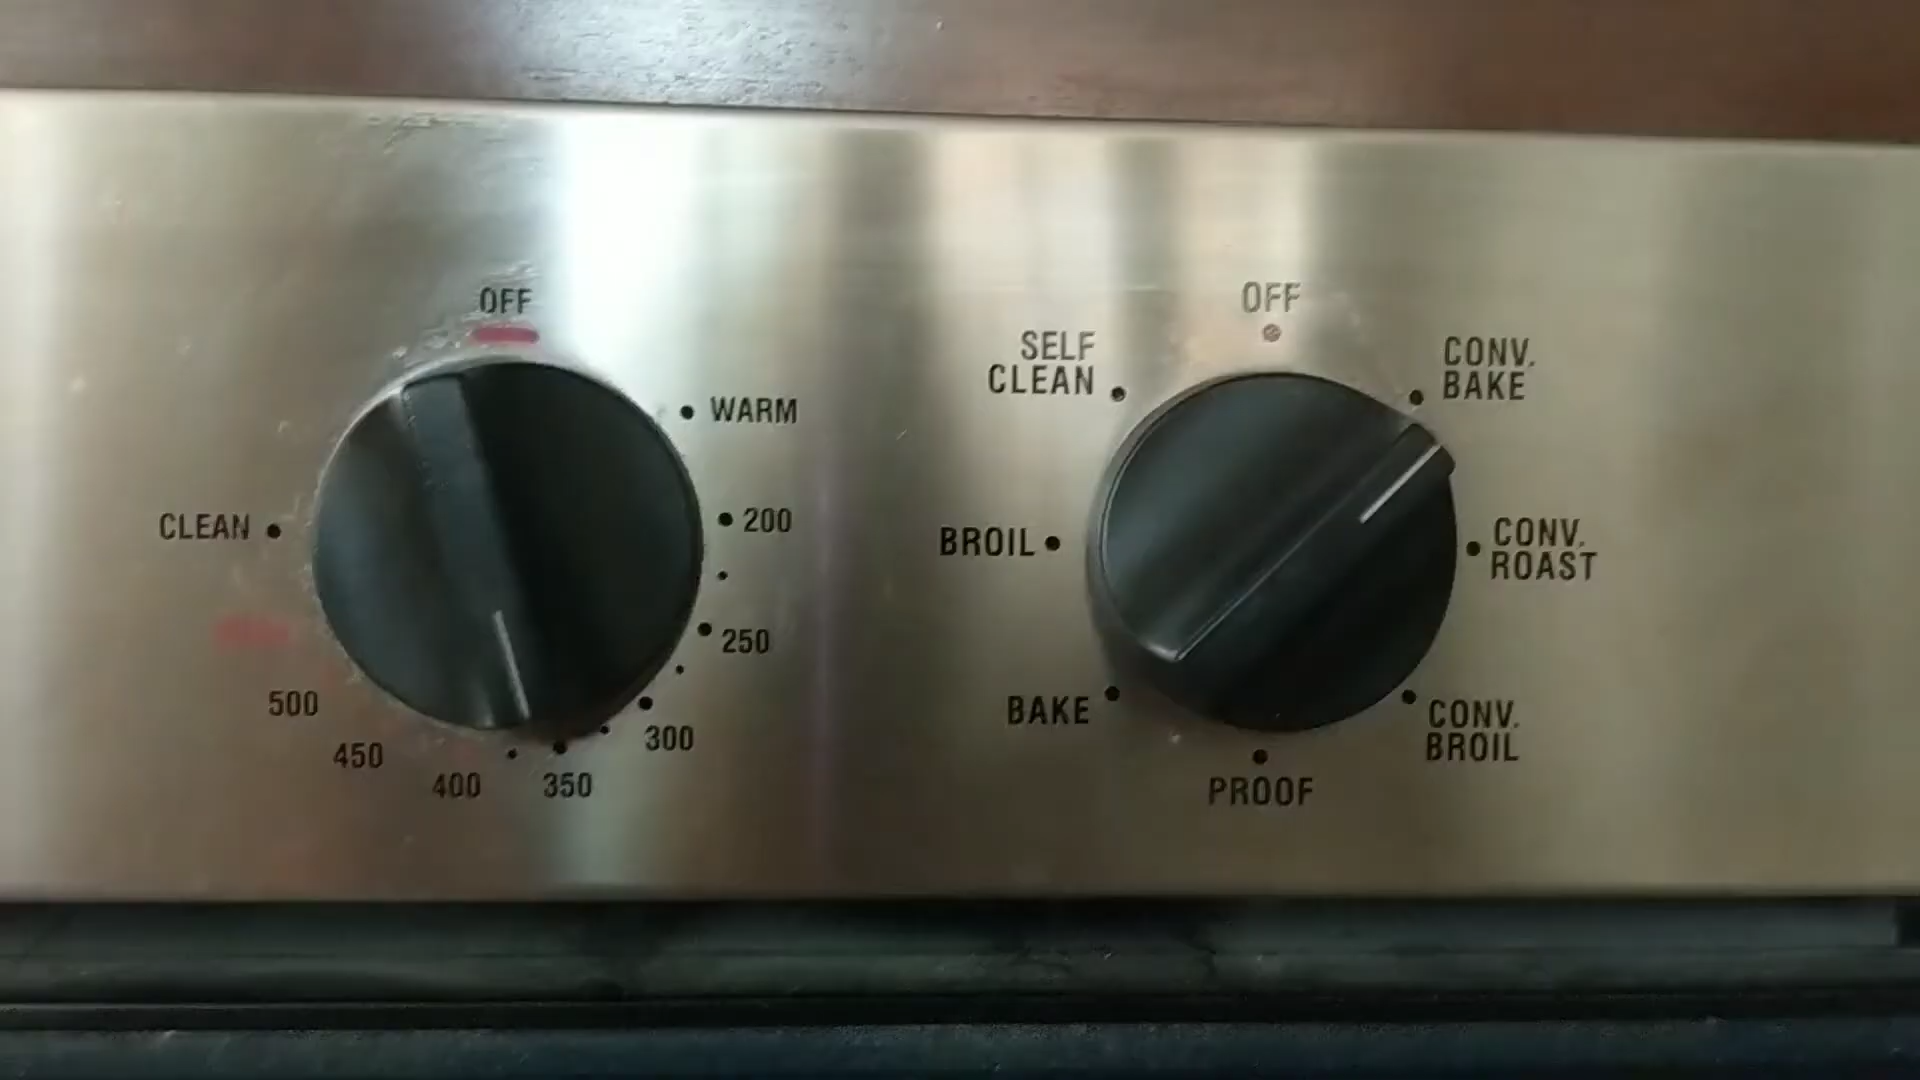 OFF
WARM
200
250
300
350
400
450
500
CLEAN
OFF
CONV.
BAKE
CONV.
ROAST
CONV.
BROIL
PROOF
BAKE
BROIL
SELF
CLEAN